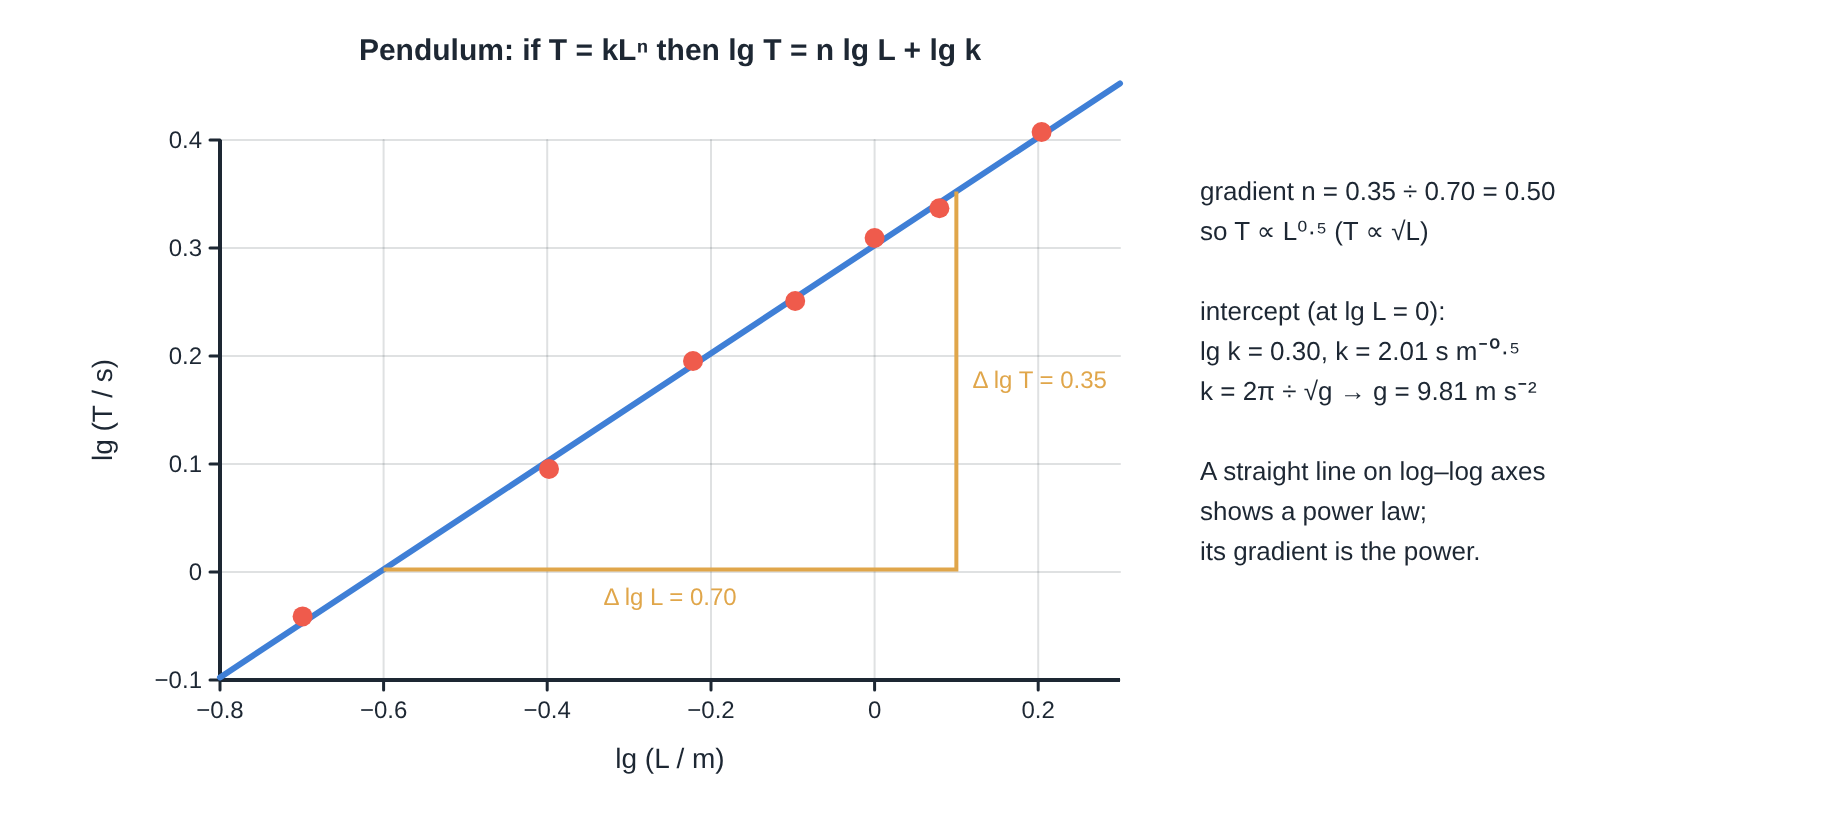 Pendulum: if T = kLⁿ then lg T = n lg L + lg k
0.4
0.3
0.2
0.1
0
−0.1
−0.8
−0.6
−0.4
−0.2
0
0.2
lg (T / s)
lg (L / m)
Δ lg T = 0.35
Δ lg L = 0.70
gradient n = 0.35 ÷ 0.70 = 0.50
so T ∝ L⁰·⁵ (T ∝ √L)
intercept (at lg L = 0):
lg k = 0.30, k = 2.01 s m⁻⁰·⁵
k = 2π ÷ √g → g = 9.81 m s⁻²
A straight line on log–log axes
shows a power law;
its gradient is the power.